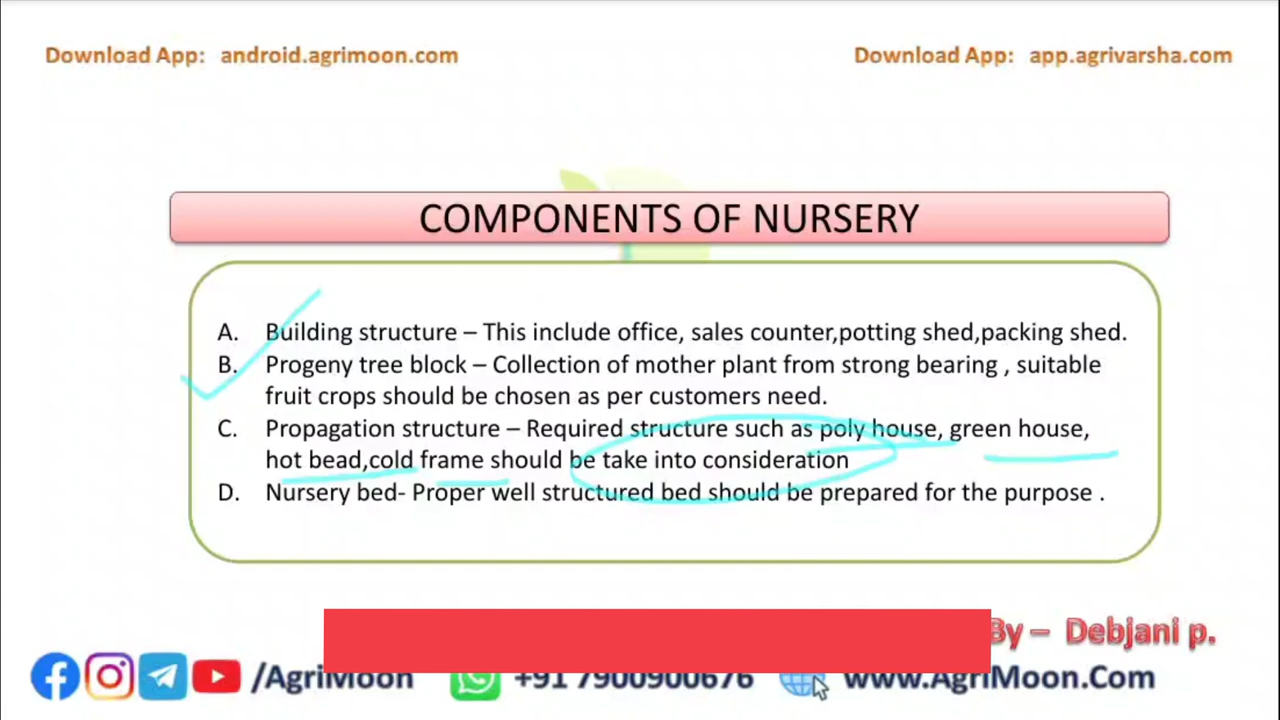 Download App: android.agrimoon.com
Download App: app.agrivarsha.com
COMPONENTS OF NURSERY
A. Building structure – This include office, sales counter,potting shed,packing shed.
B. Progeny tree block – Collection of mother plant from strong bearing , suitable
fruit crops should be chosen as per customers need.
C. Propagation structure – Required structure such as poly house, green house,
hot bead,cold frame should be take into consideration
D. Nursery bed- Proper well structured bed should be prepared for the purpose .
By – Debjani p.
/AgriMoon
+91 7900900676
www.AgriMoon.Com